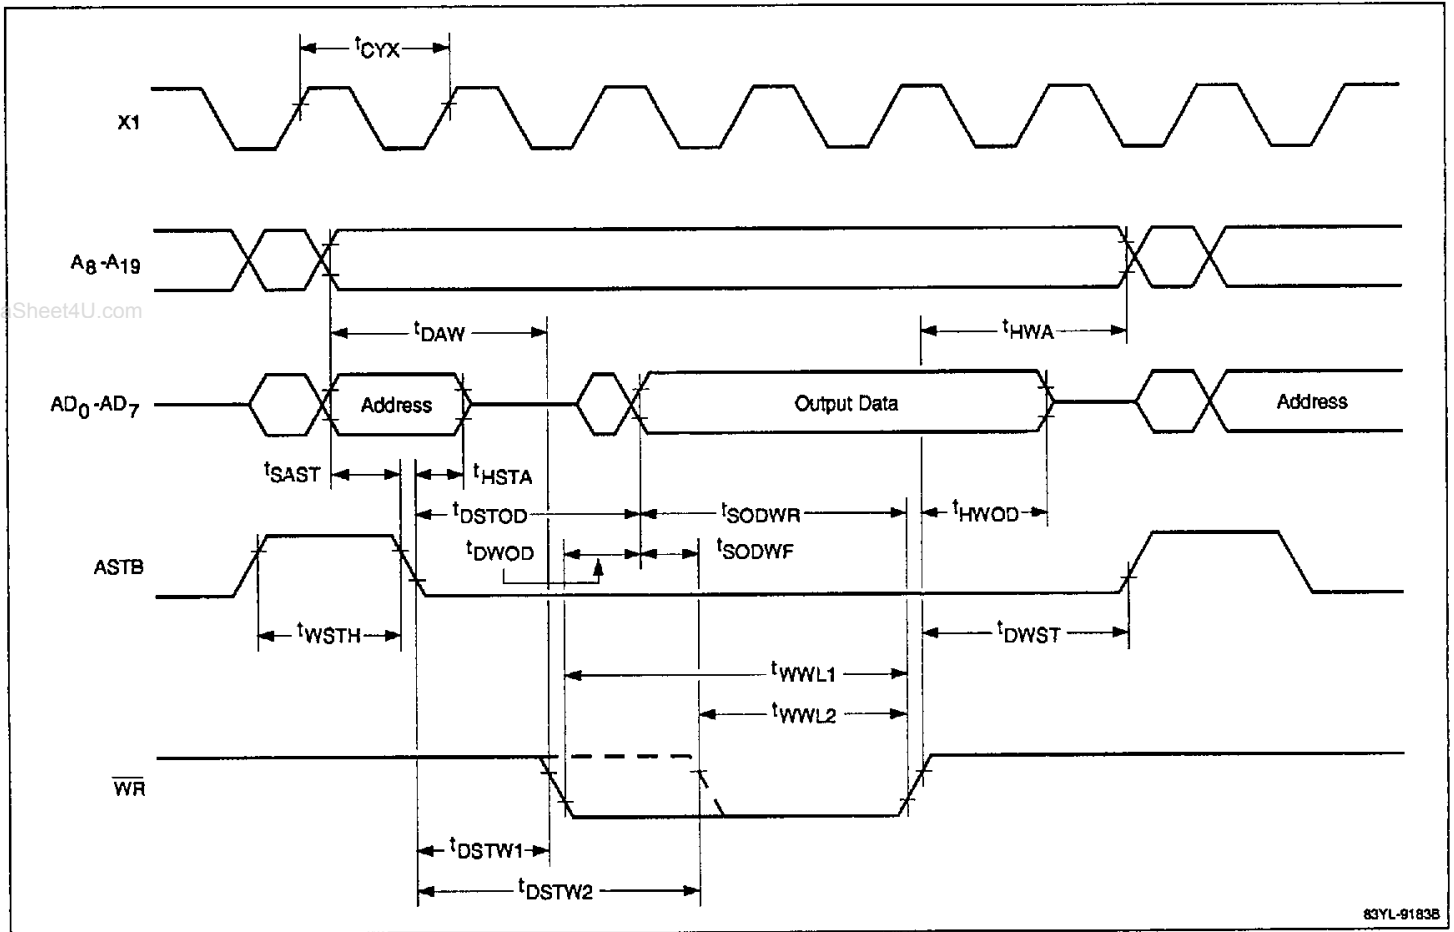 tCYX
X1
A8-A19
aSheet4U.com
tDAW
tHWA
AD0-AD7
Address
Output Data
Address
tSAST
tHSTA
tDSTOD
tSODWR
tHWOD
tDWOD
tSODWF
ASTB
tWSTH
tDWST
tWWL1
tWWL2
WR
tDSTW1
tDSTW2
83YL-9183B